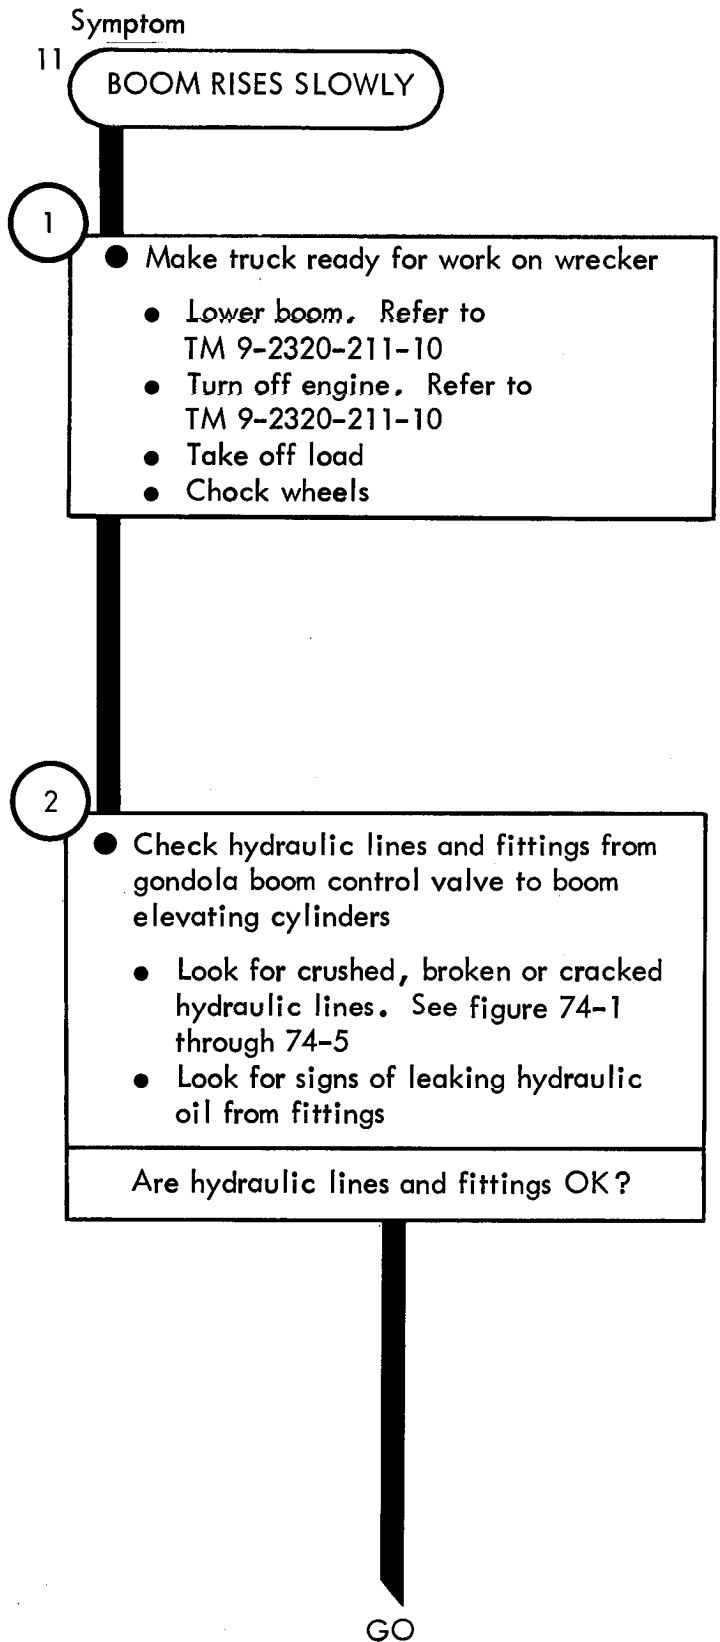 Symptom
11
BOOM RISES SLOWLY
1
● Make truck ready for work on wrecker
● Lower boom. Refer to
TM 9-2320-211-10
● Turn off engine. Refer to
TM 9-2320-211-10
● Take off load
● Chock wheels
2
● Check hydraulic lines and fittings from
gondola boom control valve to boom
elevating cylinders
● Look for crushed, broken or cracked
hydraulic lines. See figure 74-1
through 74-5
● Look for signs of leaking hydraulic
oil from fittings
Are hydraulic lines and fittings OK?
GO